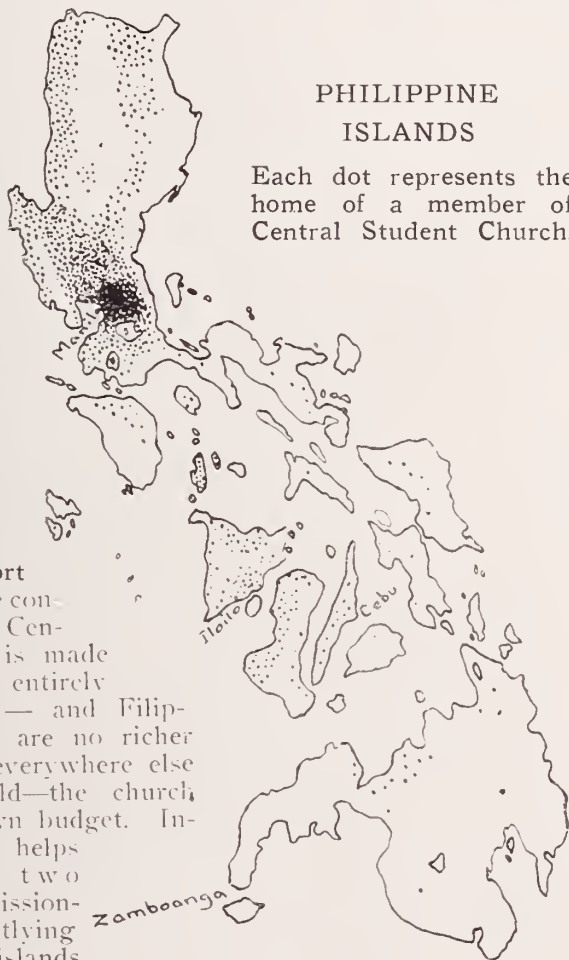 PHILIPPINE
ISLANDS
Each dot represents the
home of a member of
Central Student Church.
Iloilo
Cebu
Zamboanga
ort
con-
Cen-
is made
entirely
— and Filip-
are no richer
everywhere else
ld—the church
wn budget. In-
helps
two
ission-
tlying
islands